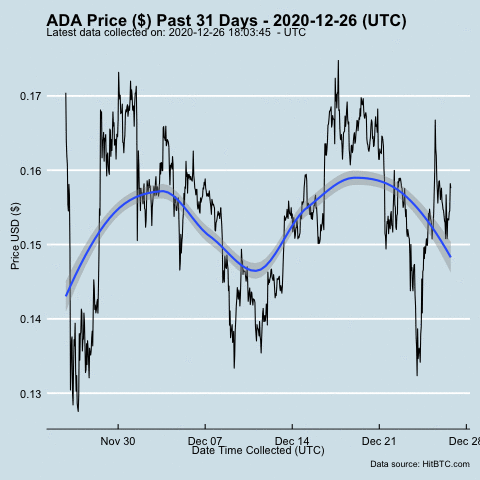 ADA Price ($) Past 31 Days - 2020-12-26 (UTC)
Latest data collected on: 2020-12-26 18:03:45 - UTC
Price USD ($)
0.17
0.16
0.15
0.14
0.13
Nov 30 Dec 07 Dec 14 Dec 21 Dec 28
Date Time Collected (UTC)
Data source: HitBTC.com